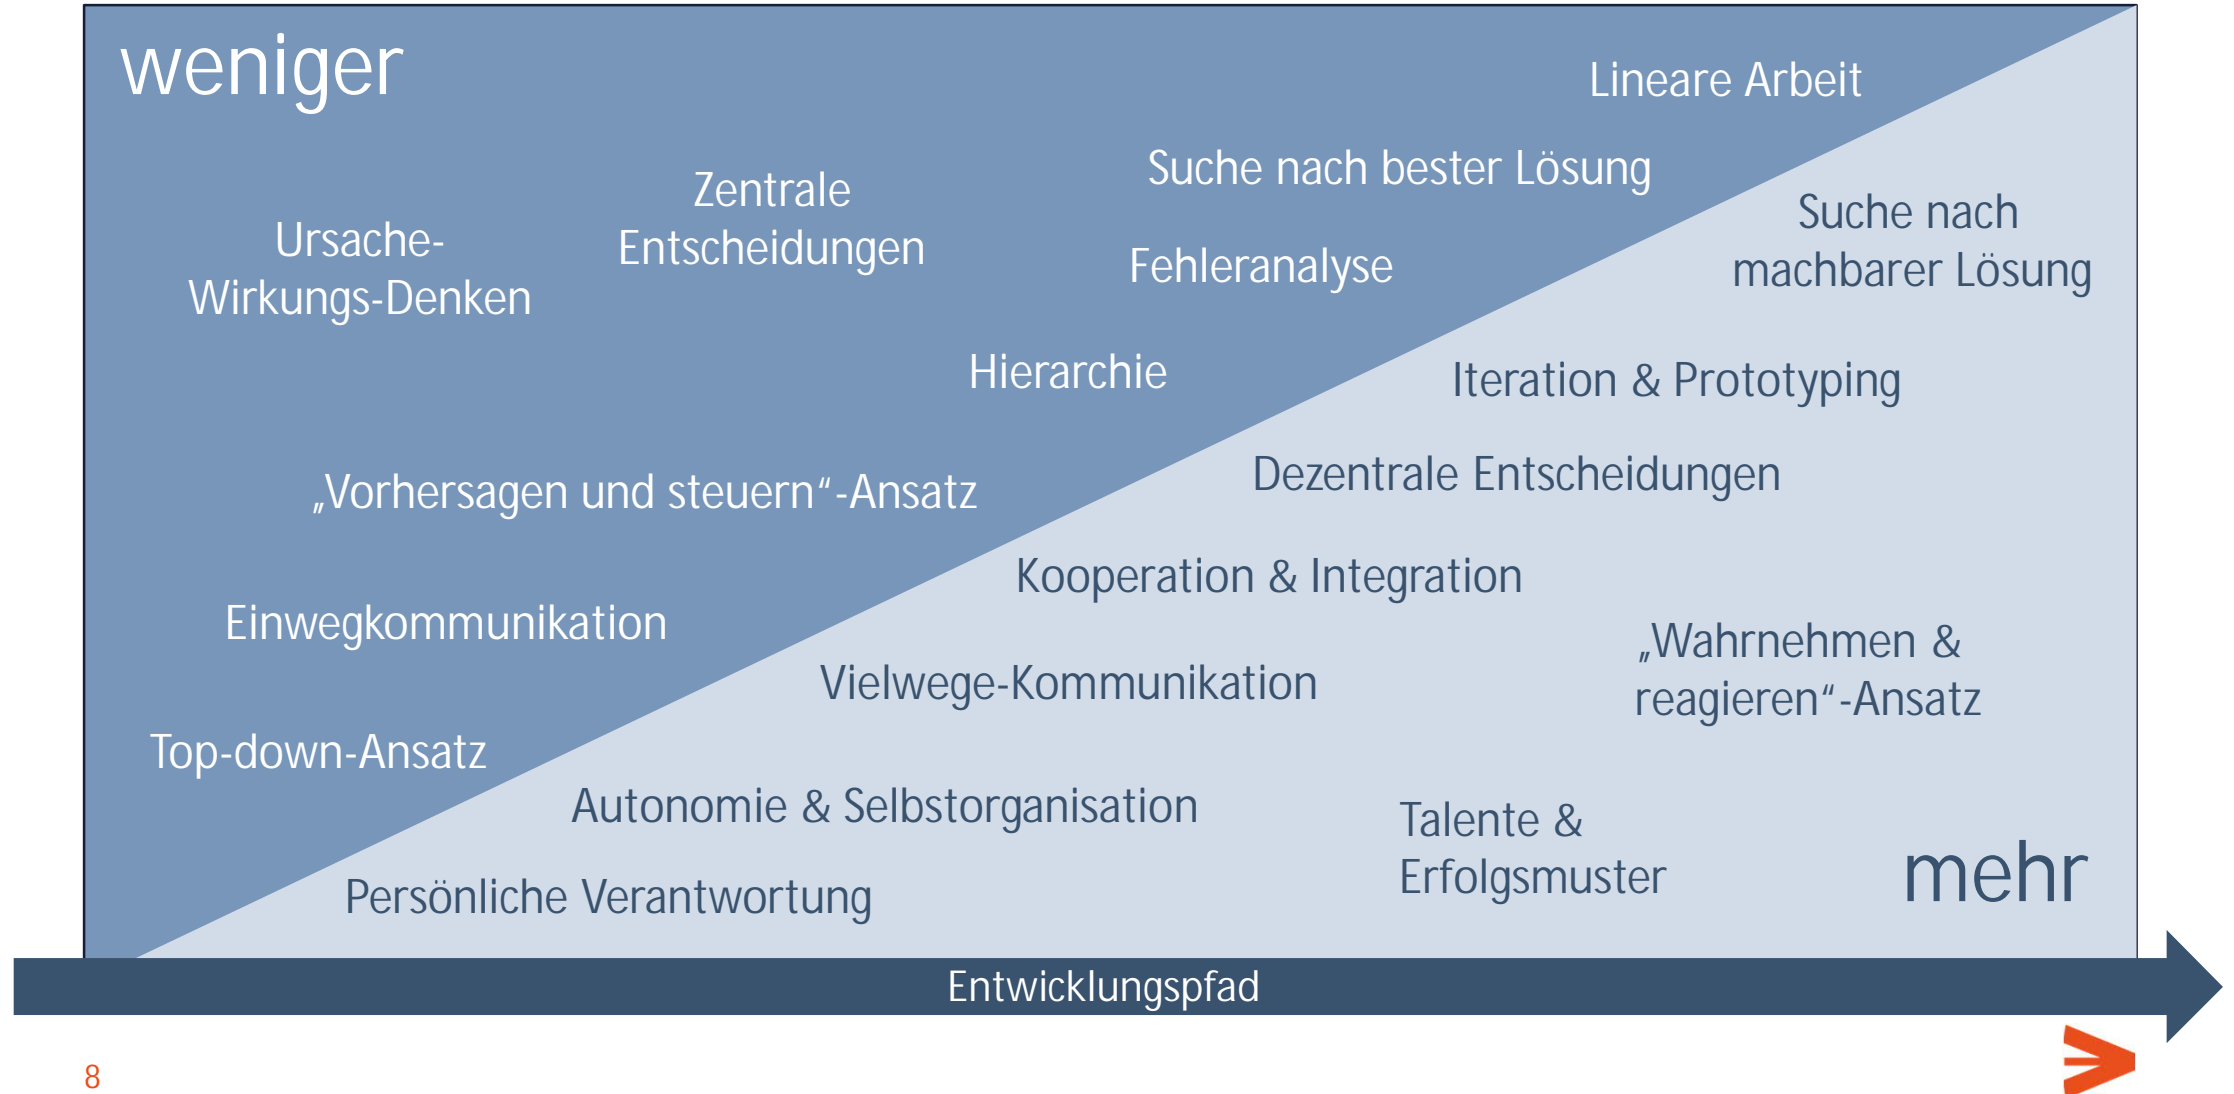 weniger
Lineare Arbeit
Suche nach bester Lösung
Zentrale
Entscheidungen
Ursache-
Wirkungs-Denken
Fehleranalyse
Suche nach
machbarer Lösung
Hierarchie
Iteration & Prototyping
„Vorhersagen und steuern“-Ansatz
Dezentrale Entscheidungen
Kooperation & Integration
Einwegkommunikation
„Wahrnehmen &
reagieren“-Ansatz
Vielwege-Kommunikation
Top-down-Ansatz
Autonomie & Selbstorganisation
Talente &
Erfolgsmuster
mehr
Persönliche Verantwortung
Entwicklungspfad
8